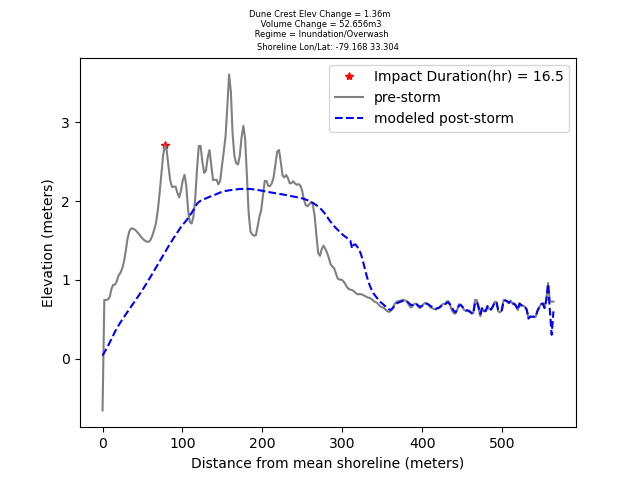 Dune Crest Elev Change = 1.36m
Volume Change = 52.656m3
Regime = Inundation/Overwash
Shoreline Lon/Lat: -79.168 33.304
Impact Duration(hr) = 16.5
pre-storm
modeled post-storm
3
2
1
0
Elevation (meters)
0 100 200 300 400 500
Distance from mean shoreline (meters)